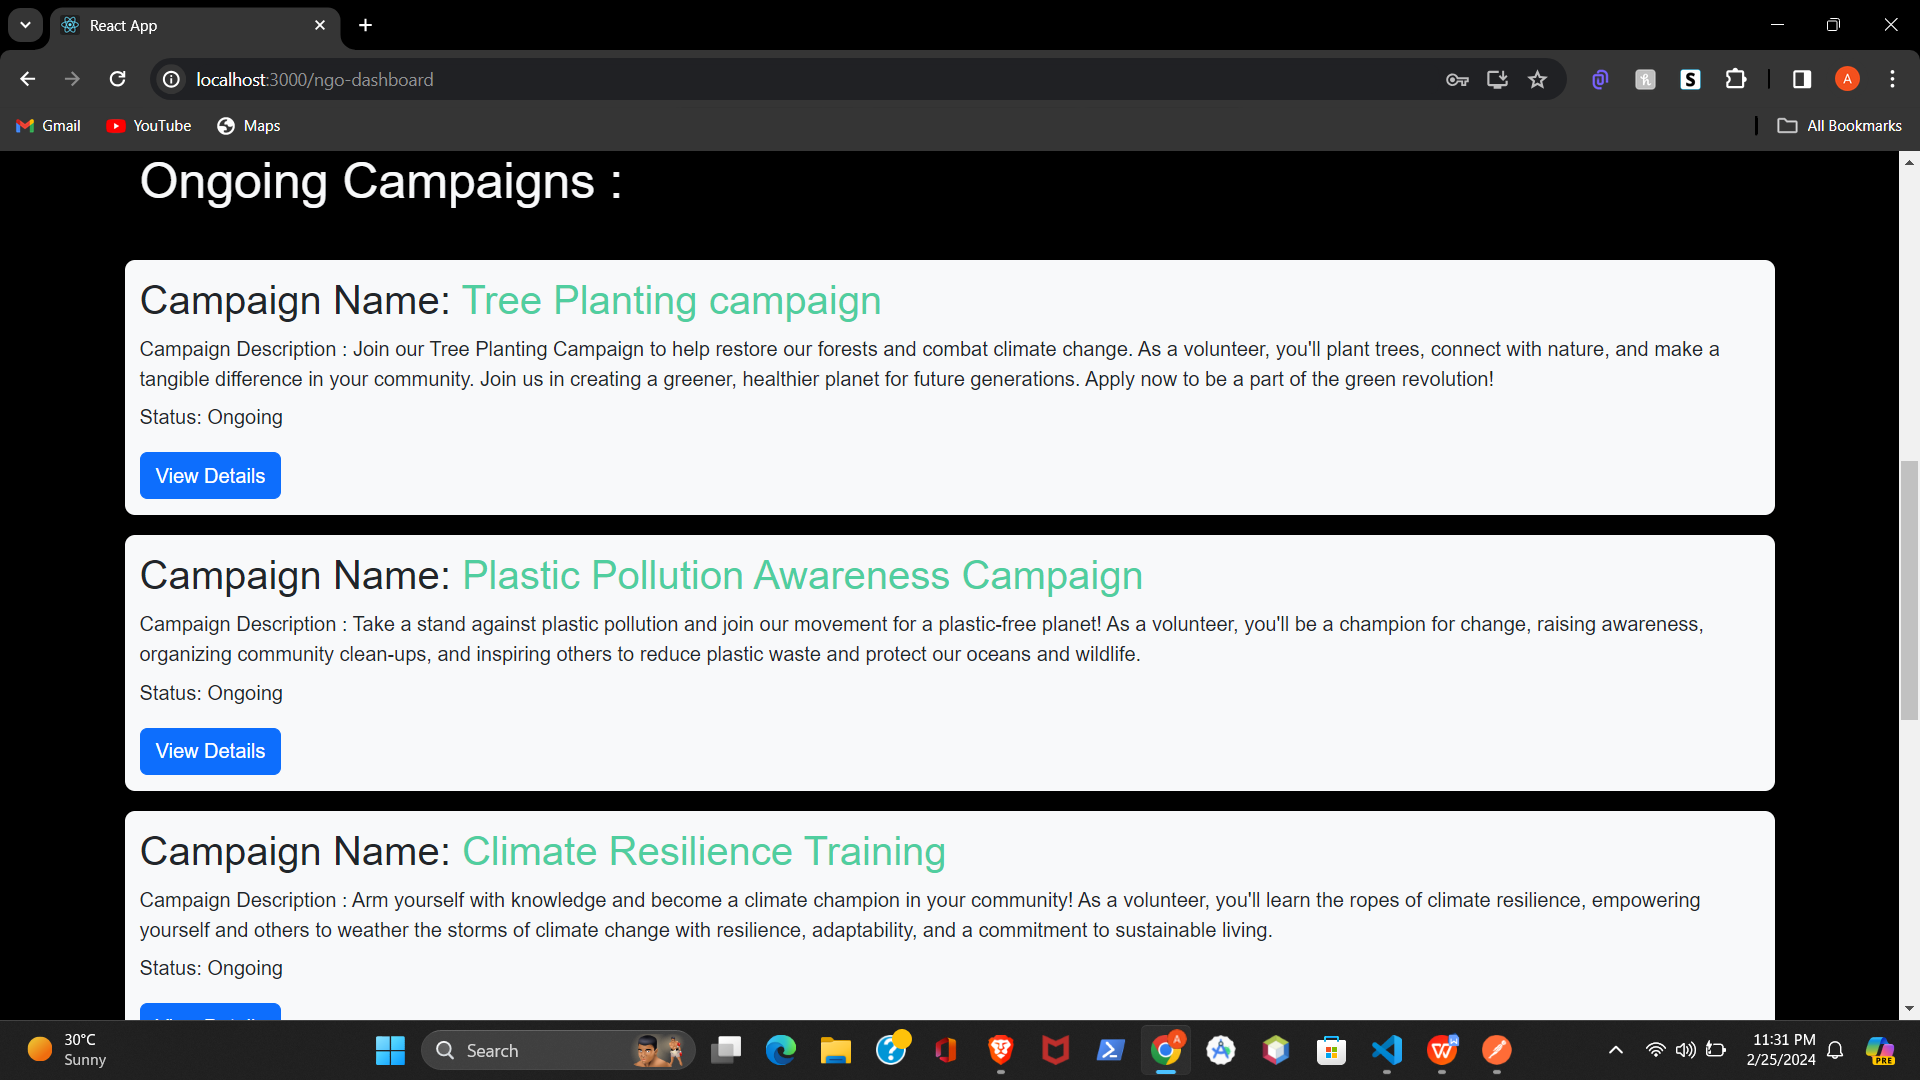 React App
localhost:3000/ngo-dashboard
A
Gmail
YouTube
Maps
All Bookmarks
Ongoing Campaigns :
Campaign Name: Tree Planting campaign
Campaign Description : Join our Tree Planting Campaign to help restore our forests and combat climate change. As a volunteer, you'll plant trees, connect with nature, and make a
tangible difference in your community. Join us in creating a greener, healthier planet for future generations. Apply now to be a part of the green revolution!
Status: Ongoing
View Details
Campaign Name: Plastic Pollution Awareness Campaign
Campaign Description : Take a stand against plastic pollution and join our movement for a plastic-free planet! As a volunteer, you'll be a champion for change, raising awareness,
organizing community clean-ups, and inspiring others to reduce plastic waste and protect our oceans and wildlife.
Status: Ongoing
View Details
Campaign Name: Climate Resilience Training
Campaign Description : Arm yourself with knowledge and become a climate champion in your community! As a volunteer, you'll learn the ropes of climate resilience, empowering
yourself and others to weather the storms of climate change with resilience, adaptability, and a commitment to sustainable living.
Status: Ongoing
30°C
Sunny
Search
11:31 PM
2/25/2024
PRE